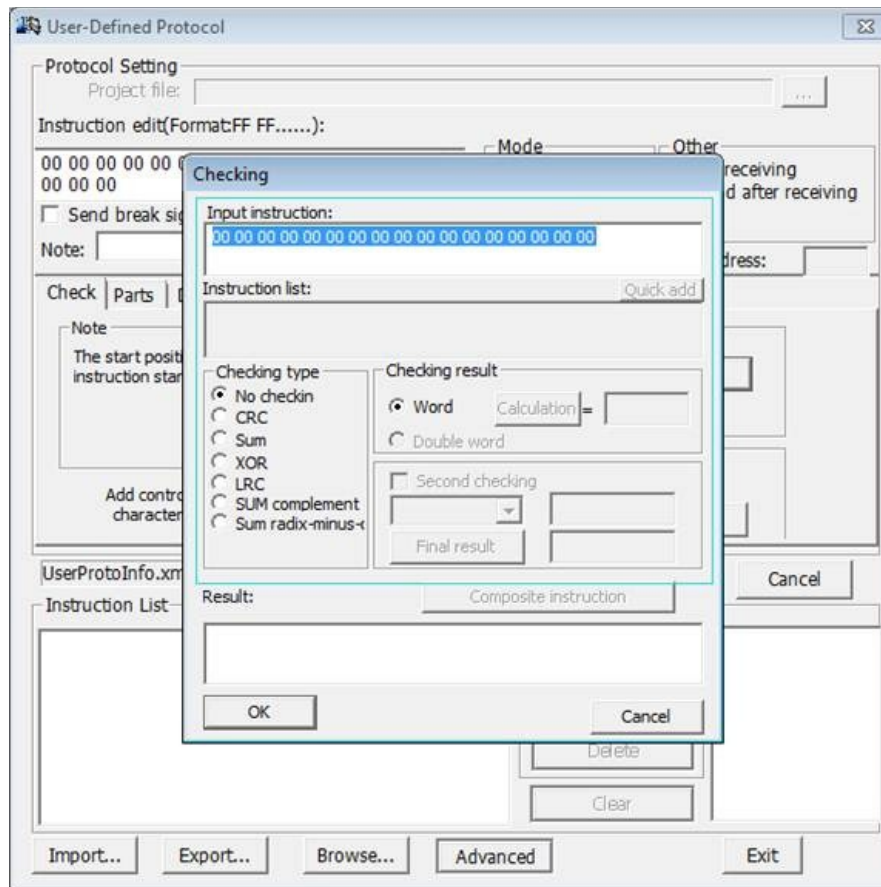 User-Defined Protocol
Protocol Setting
Project file:
...
Instruction edit(Format:FF FF......):
Mode
Other
00 00 00 00 00 0
00 00 00
receiving
d after receiving
Send break sig
Note:
dress:
Check
Parts
Note
The start positi
instruction star
Add contro
character
UserProtoInfo.xm
Cancel
Instruction List
Checking
Input instruction:
00 00 00 00 00 00 00 00 00 00 00 00 00 00 00 00 00
Instruction list:
Quick add
Checking type
No checkin
CRC
Sum
XOR
LRC
SUM complement
Sum radix-minus-o
Checking result
Word
Calculation
=
Double word
Second checking
Final result
Result:
Composite instruction
OK
Cancel
Delete
Clear
Import...
Export...
Browse...
Advanced
Exit